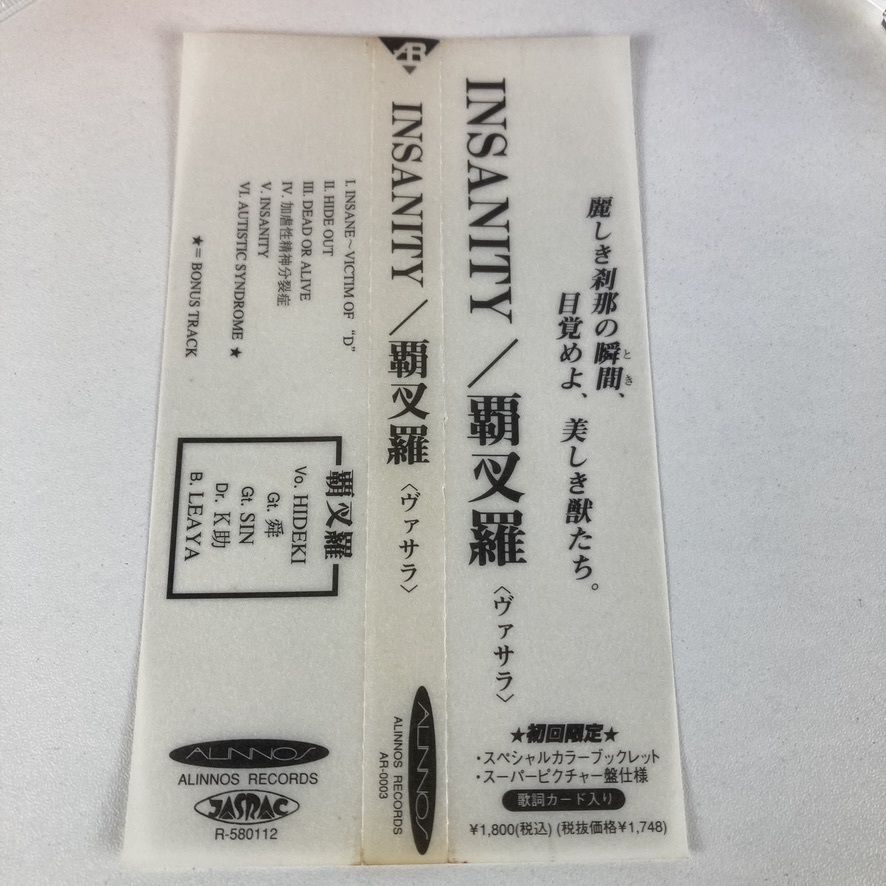 麗しき刹那の瞬間、
とき
目覚めよ、美しき獣たち。
INSANITY／覇叉羅〈ヴァサラ〉
★初回限定★
・スペシャルカラーブックレット
・スーパーピクチャー盤仕様
歌詞カード入り
¥1,800(税込) (税抜価格¥1,748)
AR
INSANITY／覇叉羅〈ヴァサラ〉
ALINNOS
ALINNOS RECORDS
AR-0003
I. INSANE～VICTIM OF “D”
II. HIDE OUT
III. DEAD OR ALIVE
IV. 加虐性精神分裂症
V. INSANITY
VI. AUTISTIC SYNDROME ★
★＝BONUS TRACK
覇叉羅
Vo. HIDEKI
Gt. 舜
Gt. SIN
Dr. K助
B. LEAYA
ALINNOS
ALINNOS RECORDS
JASRAC
R-580112